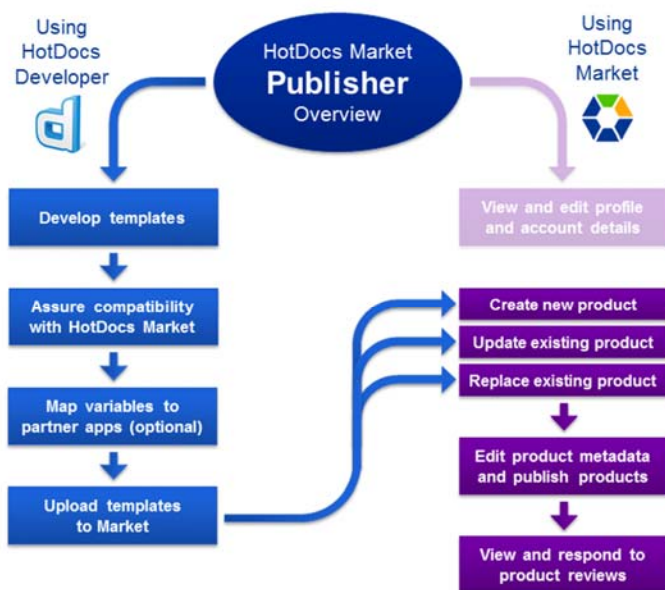 Using
HotDocs
Developer
HotDocs Market
Publisher
Overview
Using
HotDocs
Market
Develop templates
Assure compatibility
with HotDocs Market
Map variables to
partner apps (optional)
Upload templates
to Market
View and edit profile
and account details
Create new product
Update existing product
Replace existing product
Edit product metadata
and publish products
View and respond to
product reviews